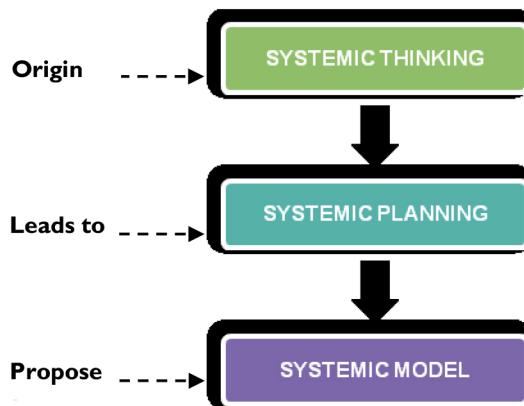 Origin
SYSTEMIC THINKING
Leads to
SYSTEMIC PLANNING
Propose
SYSTEMIC MODEL